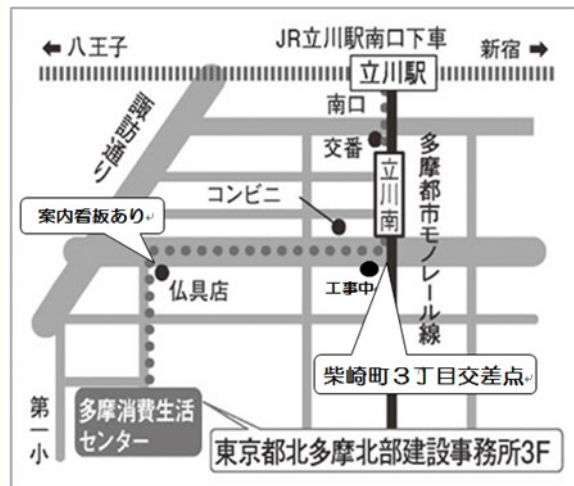 JR立川駅南口下車
← 八王子
新宿 →
立川駅
南口
諏訪通り
交番
立川南
多摩都市モノレール線
コンビニ
案内看板あり
仏具店
工事中
柴崎町３丁目交差点
第一小
多摩消費生活
センター
東京都北多摩北部建設事務所3F